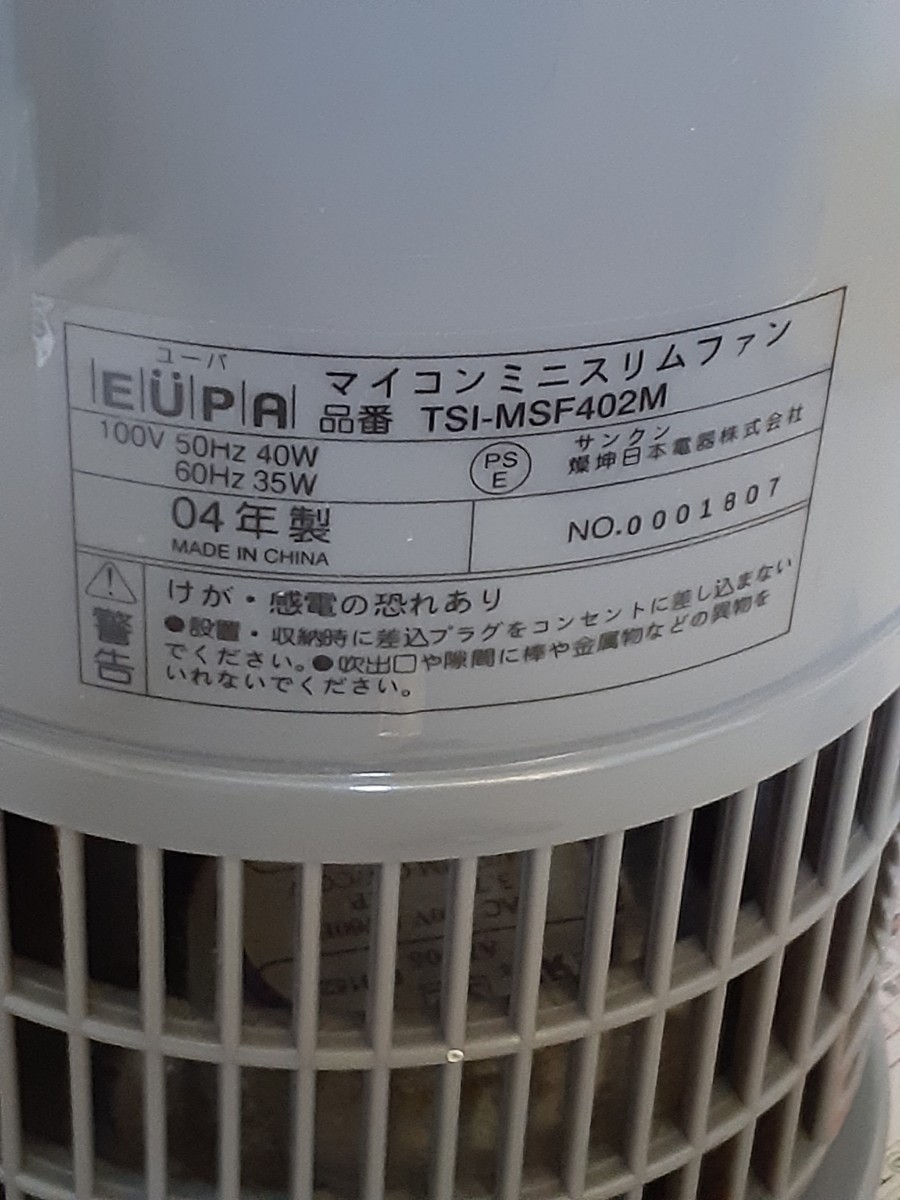 ユーパ
EÜPA
マイコンミニスリムファン
品番 TSI-MSF402M
100V 50Hz 40W
60Hz 35W
PS
E
サンクン
燦坤日本電器株式会社
04年製
MADE IN CHINA
NO.0001807
警告
けが・感電の恐れあり
●設置・収納時に差込プラグをコンセントに差し込まない
でください。●吹出口や隙間に棒や金属物などの異物を
いれないでください。